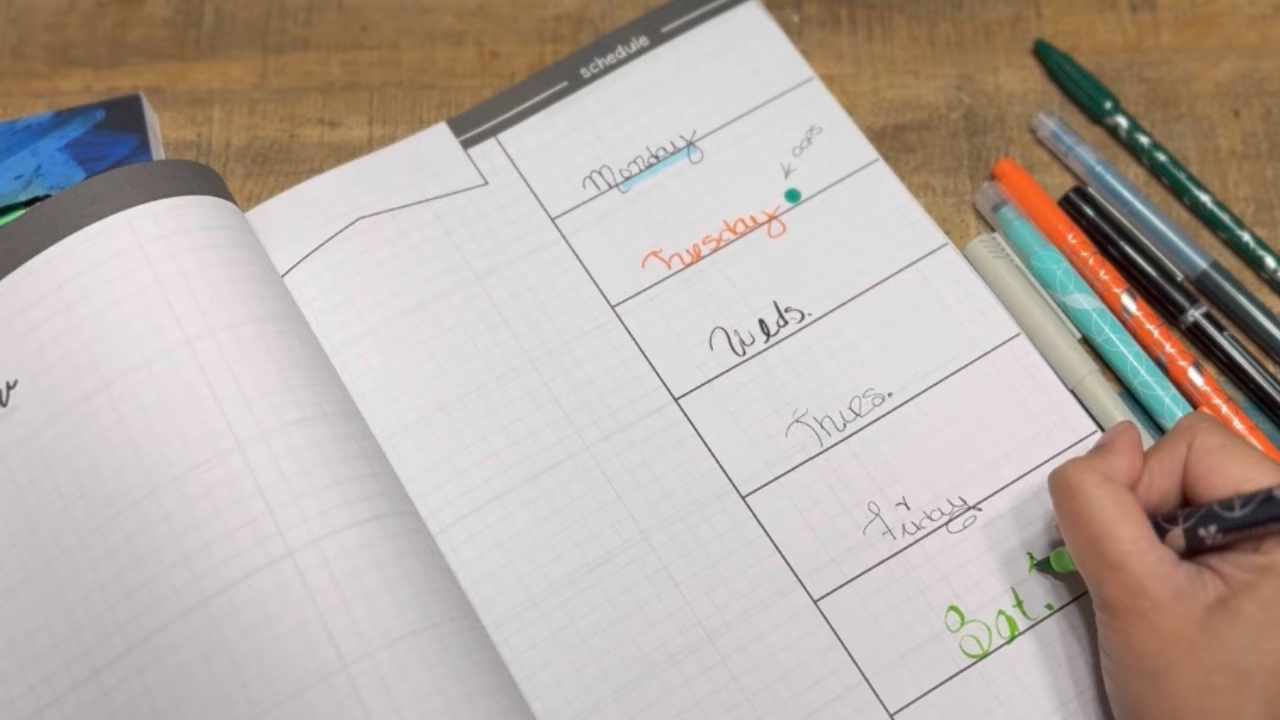 schedule
Monday
OOPS
Tuesday
Weds.
Thurs.
Friday
Sat.